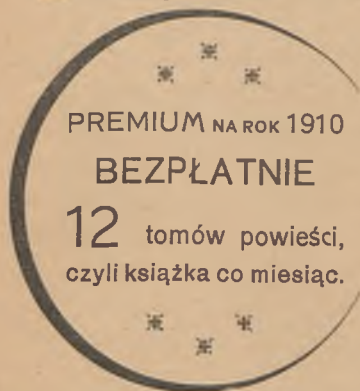 PREMIUM NA ROK 1910
BEZPŁATNIE
12 tomów powieści,
czyli książka co miesiąc.